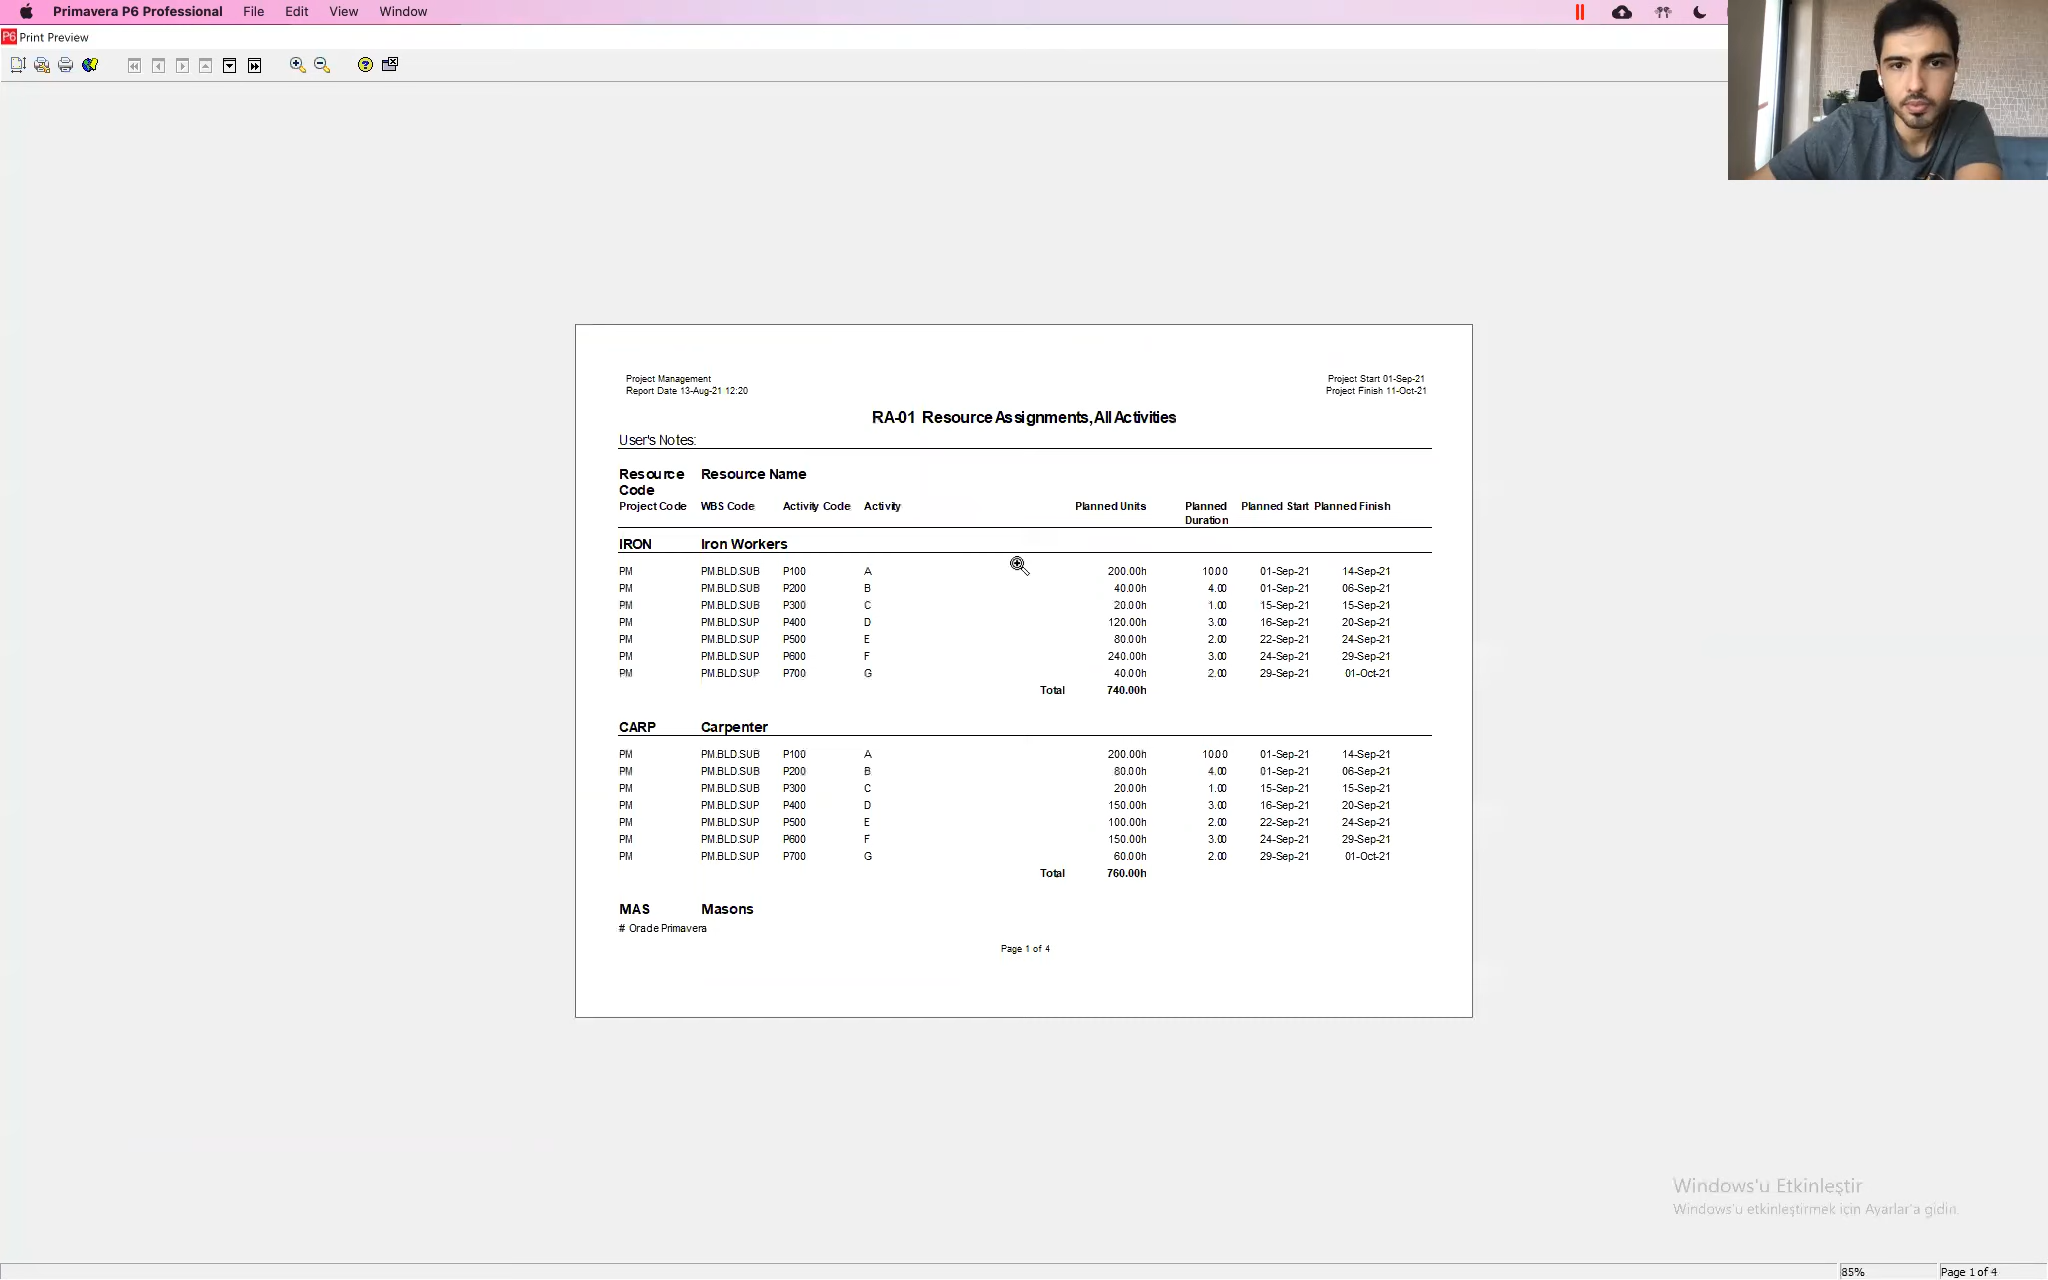 Primavera P6 Professional File Edit View Window
P6 Print Preview
Project Management Project Start 01-Sep-21
Report Date 13-Aug-21 12:20 Project Finish 11-Oct-21
RA-01 Resource Assignments, All Activities
User's Notes:
Resource Code Resource Name
Project Code WBS Code Activity Code Activity Planned Units Planned Duration Planned Start Planned Finish
IRON Iron Workers
PM PM.BLD.SUB P100 A 200.00h 10.00 01-Sep-21 14-Sep-21
PM PM.BLD.SUB P200 B 40.00h 4.00 01-Sep-21 06-Sep-21
PM PM.BLD.SUB P300 C 20.00h 1.00 15-Sep-21 15-Sep-21
PM PM.BLD.SUP P400 D 120.00h 3.00 16-Sep-21 20-Sep-21
PM PM.BLD.SUP P500 E 80.00h 2.00 22-Sep-21 24-Sep-21
PM PM.BLD.SUP P600 F 240.00h 3.00 24-Sep-21 29-Sep-21
PM PM.BLD.SUP P700 G 40.00h 2.00 29-Sep-21 01-Oct-21
Total 740.00h
CARP Carpenter
PM PM.BLD.SUB P100 A 200.00h 10.00 01-Sep-21 14-Sep-21
PM PM.BLD.SUB P200 B 80.00h 4.00 01-Sep-21 06-Sep-21
PM PM.BLD.SUB P300 C 20.00h 1.00 15-Sep-21 15-Sep-21
PM PM.BLD.SUP P400 D 150.00h 3.00 16-Sep-21 20-Sep-21
PM PM.BLD.SUP P500 E 100.00h 2.00 22-Sep-21 24-Sep-21
PM PM.BLD.SUP P600 F 150.00h 3.00 24-Sep-21 29-Sep-21
PM PM.BLD.SUP P700 G 60.00h 2.00 29-Sep-21 01-Oct-21
Total 760.00h
MAS Masons
# Oracle Primavera
Page 1 of 4
Windows'u Etkinleştir
Windows'u etkinleştirmek için Ayarlar'a gidin.
85% Page 1 of 4